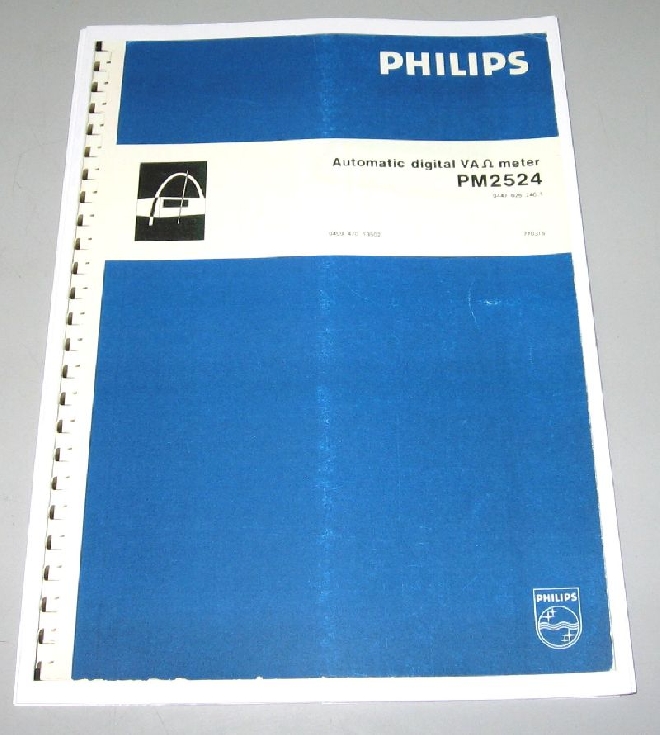 PHILIPS
Automatic digital VAΩ meter
PM2524
PHILIPS